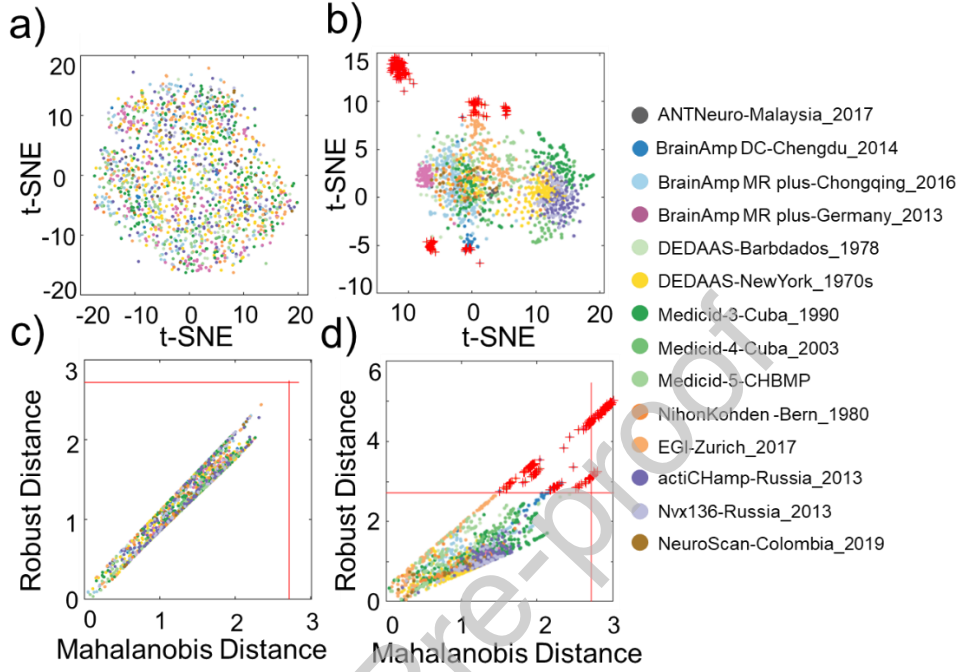 a)
20
10
0
-10
-20
-20 -10 0 10 20
t-SNE
t-SNE
b)
15
10
5
0
-5
-10
10 0 10 20
t-SNE
t-SNE
ANTNeuro-Malaysia_2017
BrainAmp DC-Chengdu_2014
BrainAmp MR plus-Chongqing_2016
BrainAmp MR plus-Germany_2013
DEDAAS-Barbdados_1978
DEDAAS-NewYork_1970s
Medicid-3-Cuba_1990
Medicid-4-Cuba_2003
Medicid-5-CHBMP
NihonKohden -Bern_1980
EGI-Zurich_2017
actiCHamp-Russia_2013
Nvx136-Russia_2013
NeuroScan-Colombia_2019
c)
3
2
1
0
0 1 2 3
Robust Distance
Mahalanobis Distance
d)
6
4
2
0
0 1 2 3
Robust Distance
Mahalanobis Distance
Pre-proof